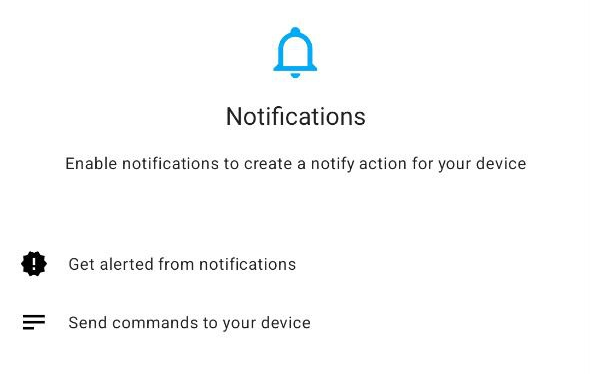 Notifications
Enable notifications to create a notify action for your device
Get alerted from notifications
Send commands to your device